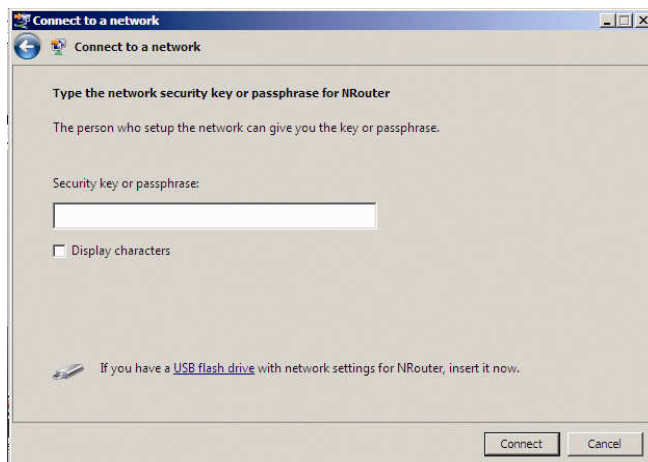 Connect to a network
Connect to a network
Type the network security key or passphrase for NRouter
The person who setup the network can give you the key or passphrase.
Security key or passphrase:
Display characters
If you have a USB flash drive with network settings for NRouter, insert it now.
Connect Cancel